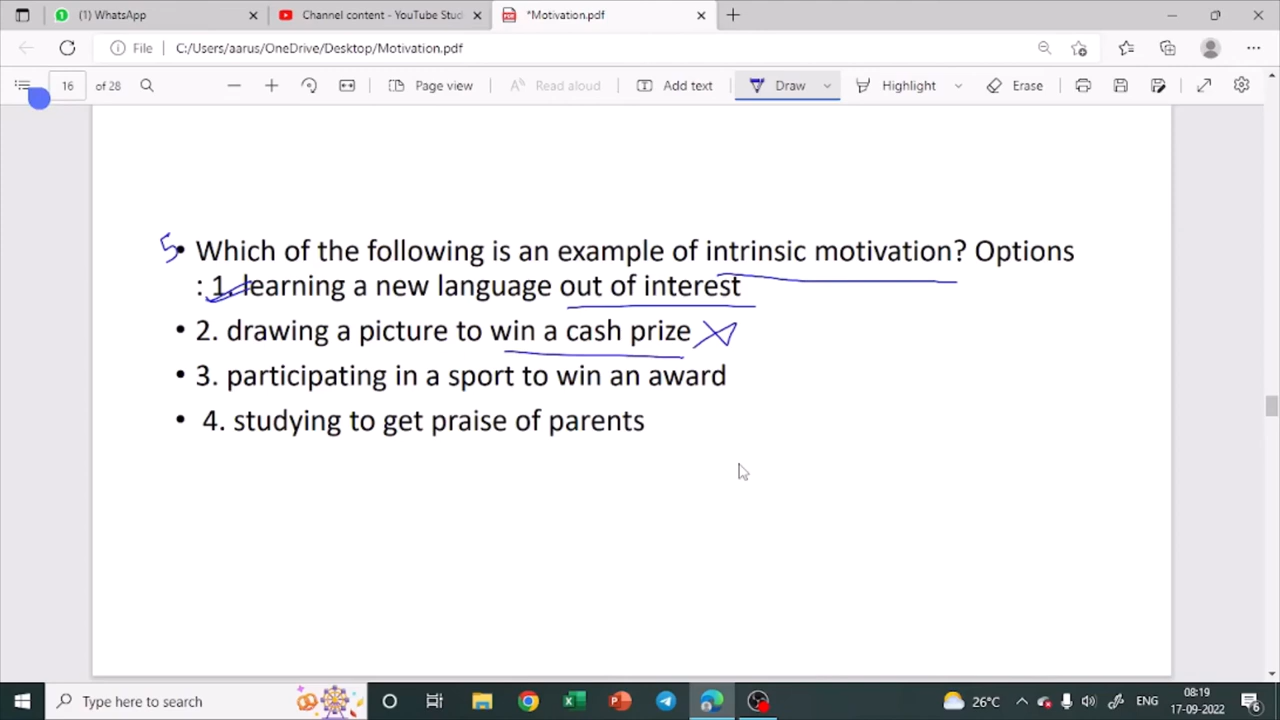 (1) WhatsApp
Channel content - YouTube Stud
*Motivation.pdf
File
C:/Users/aarus/OneDrive/Desktop/Motivation.pdf
16 of 28
Page view
Read aloud
Add text
Draw
Highlight
Erase
5 • Which of the following is an example of intrinsic motivation? Options
: 1. learning a new language out of interest
• 2. drawing a picture to win a cash prize
• 3. participating in a sport to win an award
• 4. studying to get praise of parents
Type here to search
26°C
ENG
08:19
17-09-2022
6